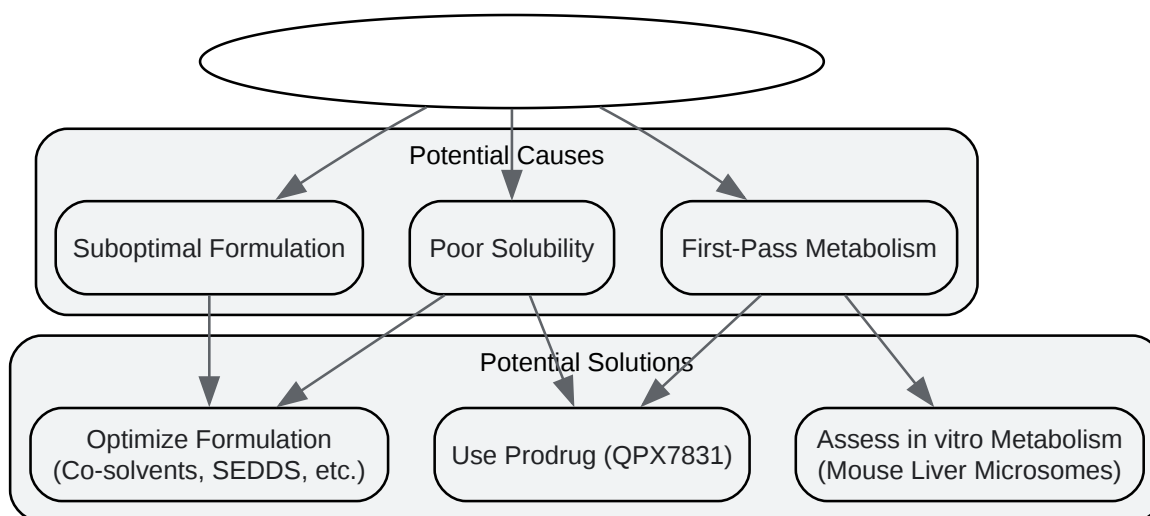 Potential Causes
Suboptimal Formulation
Poor Solubility
First-Pass Metabolism
Potential Solutions
Optimize Formulation
(Co-solvents, SEDDS, etc.)
Use Prodrug (QPX7831)
Assess in vitro Metabolism
(Mouse Liver Microsomes)